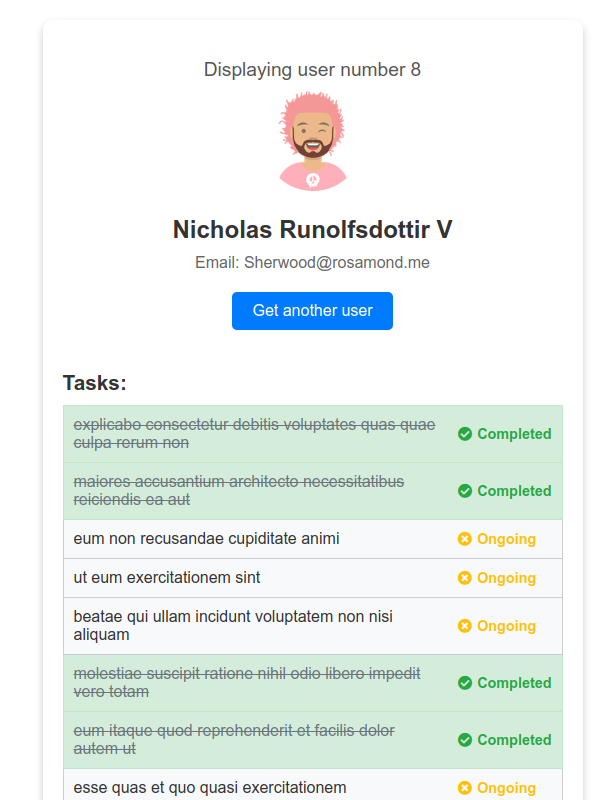 Displaying user number 8
Nicholas Runolfsdottir V
Email: Sherwood@rosamond.me
Get another user
Tasks:
explicabo consectetur debitis voluptates quas quae
culpa rerum non
Completed
maiores accusantium architecto necessitatibus
reiciendis ea aut
Completed
eum non recusandae cupiditate animi
Ongoing
ut eum exercitationem sint
Ongoing
beatae qui ullam incidunt voluptatem non nisi
aliquam
Ongoing
molestiae suscipit ratione nihil odio libero impedit
vero totam
Completed
eum itaque quod reprehenderit et facilis dolor
autem ut
Completed
esse quas et quo quasi exercitationem
Ongoing